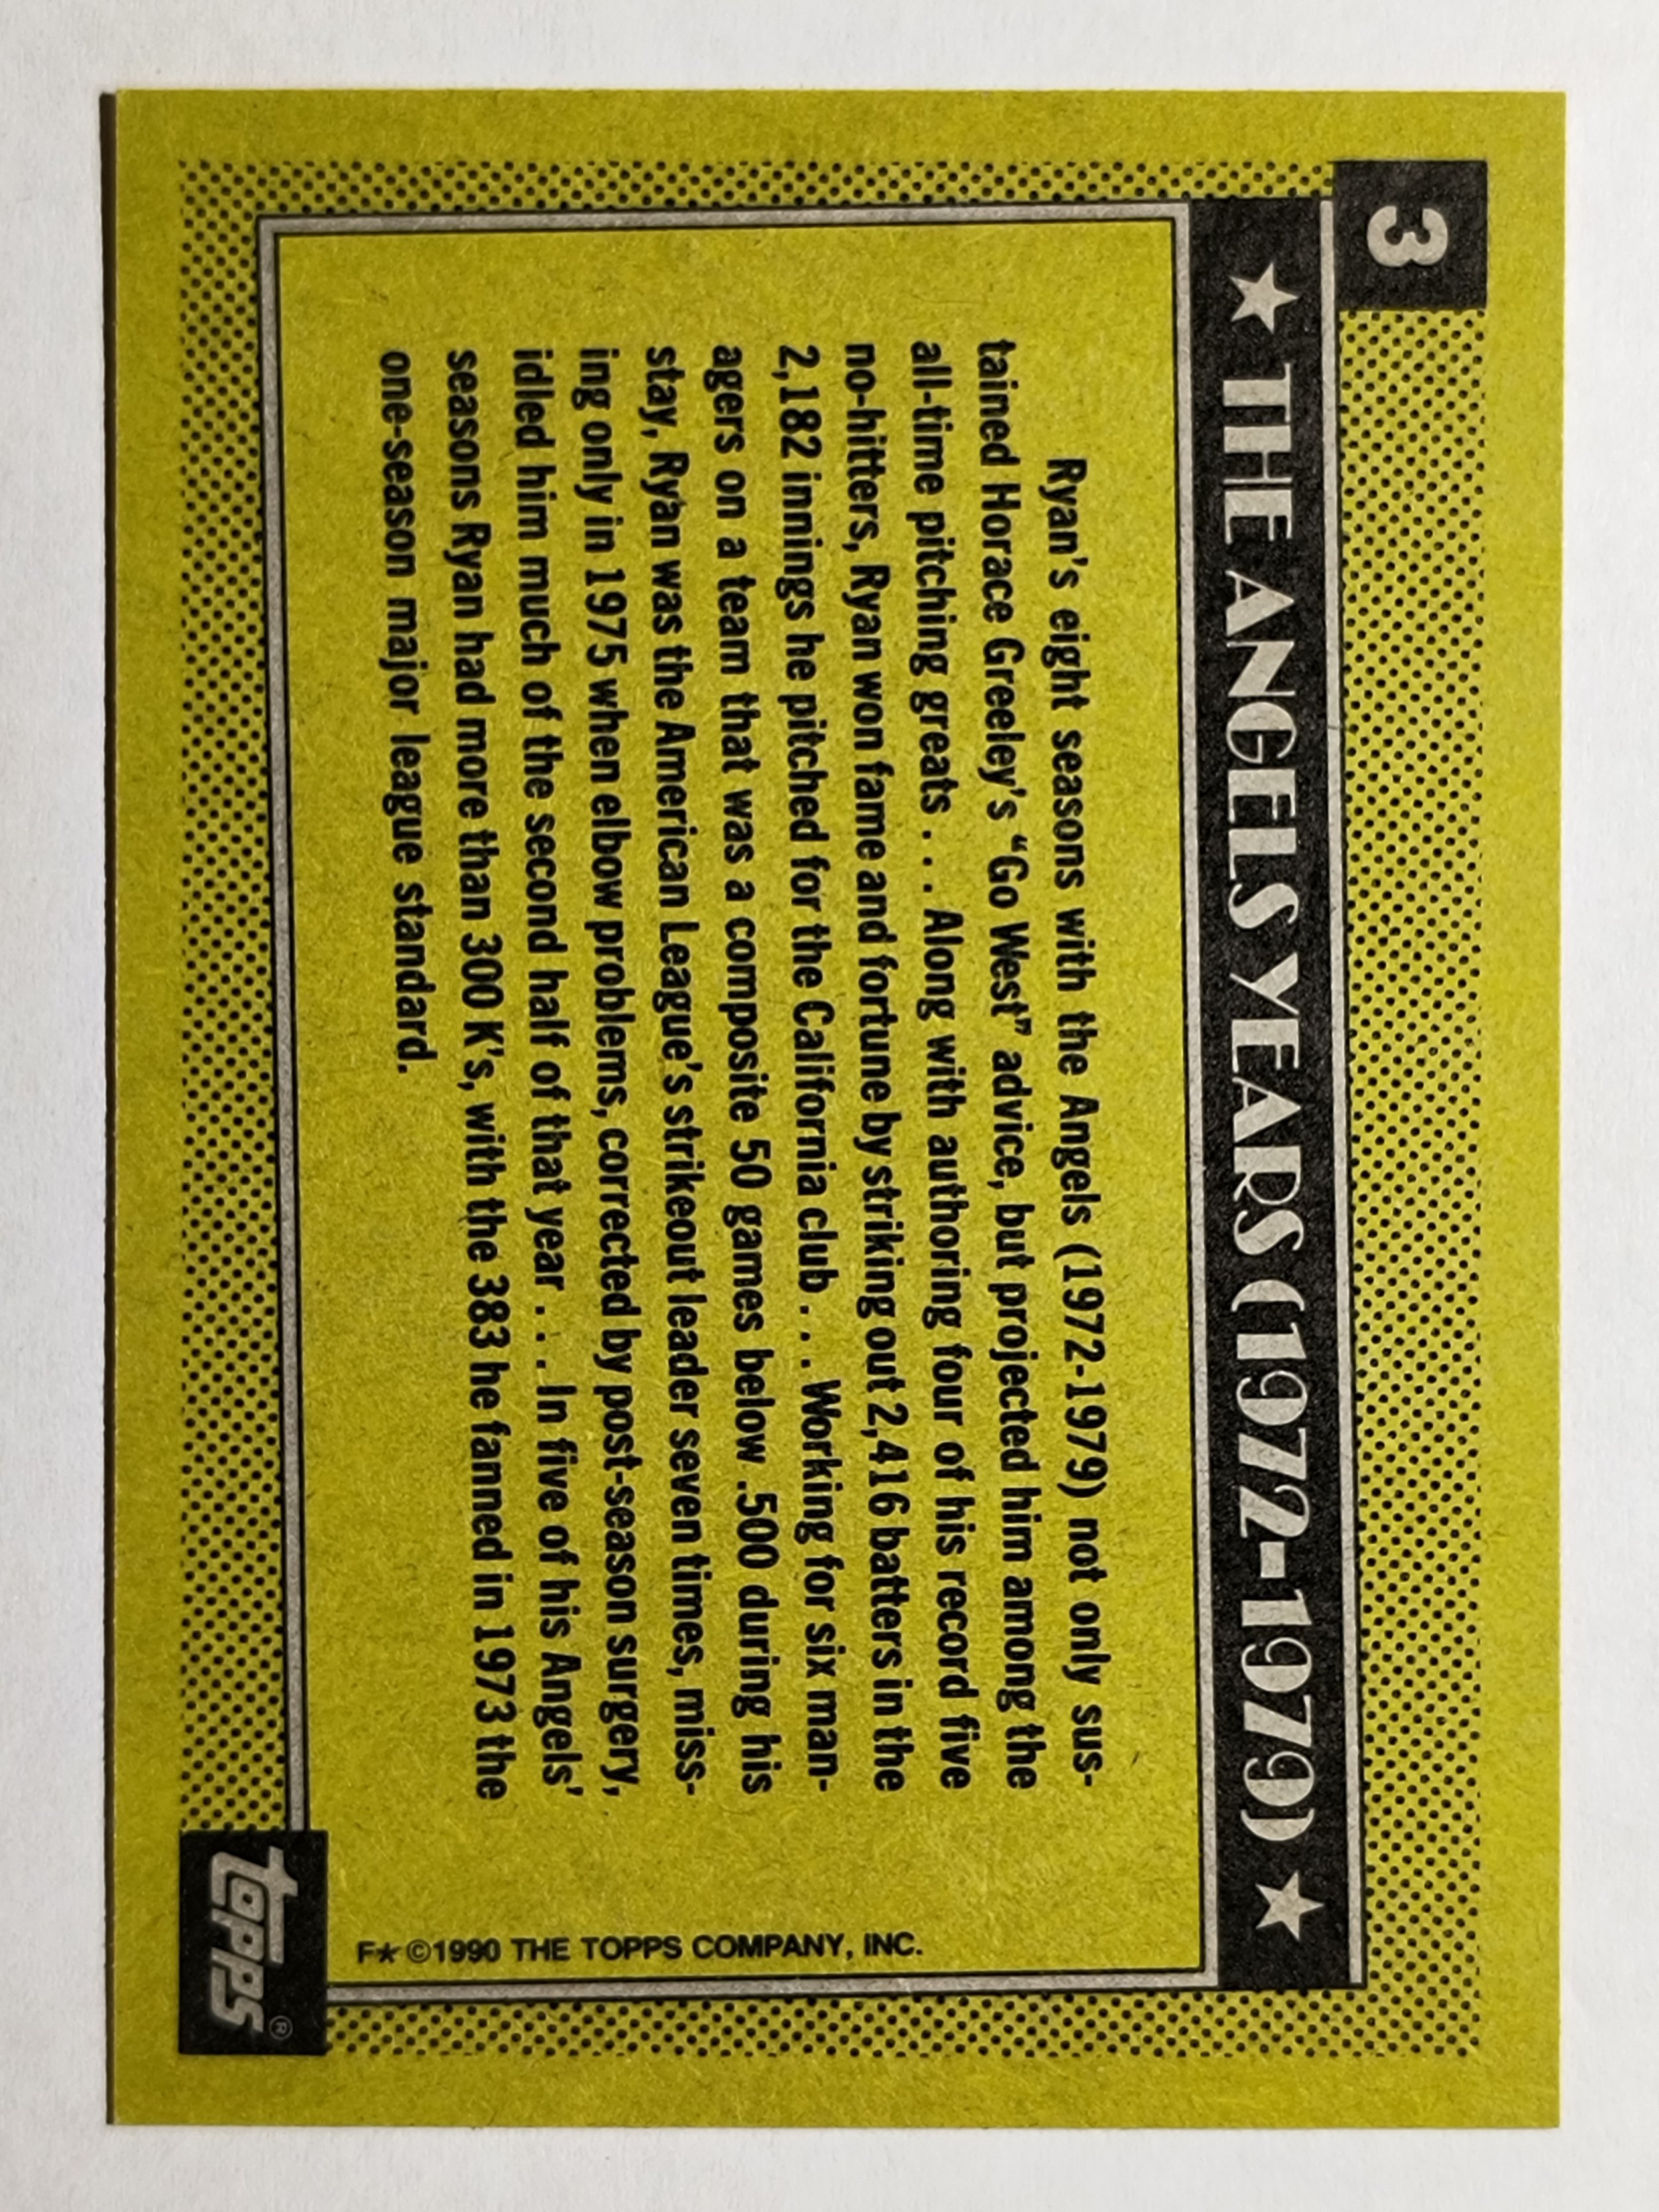 3
★ THE ANGELS YEARS (1972-1979) ★
Ryan's eight seasons with the Angels (1972-1979) not only sus-
tained Horace Greeley's "Go West" advice, but projected him among the
all-time pitching greats . . . Along with authoring four of his record five
no-hitters, Ryan won fame and fortune by striking out 2,416 batters in the
2,182 innings he pitched for the California club . . . Working for six man-
agers on a team that was a composite 50 games below .500 during his
stay, Ryan was the American League's strikeout leader seven times, miss-
ing only in 1975 when elbow problems, corrected by post-season surgery,
idled him much of the second half of that year . . . In five of his Angels'
seasons Ryan had more than 300 K's, with the 383 he fanned in 1973 the
one-season major league standard.
F★ ©1990 THE TOPPS COMPANY, INC.
topps ®